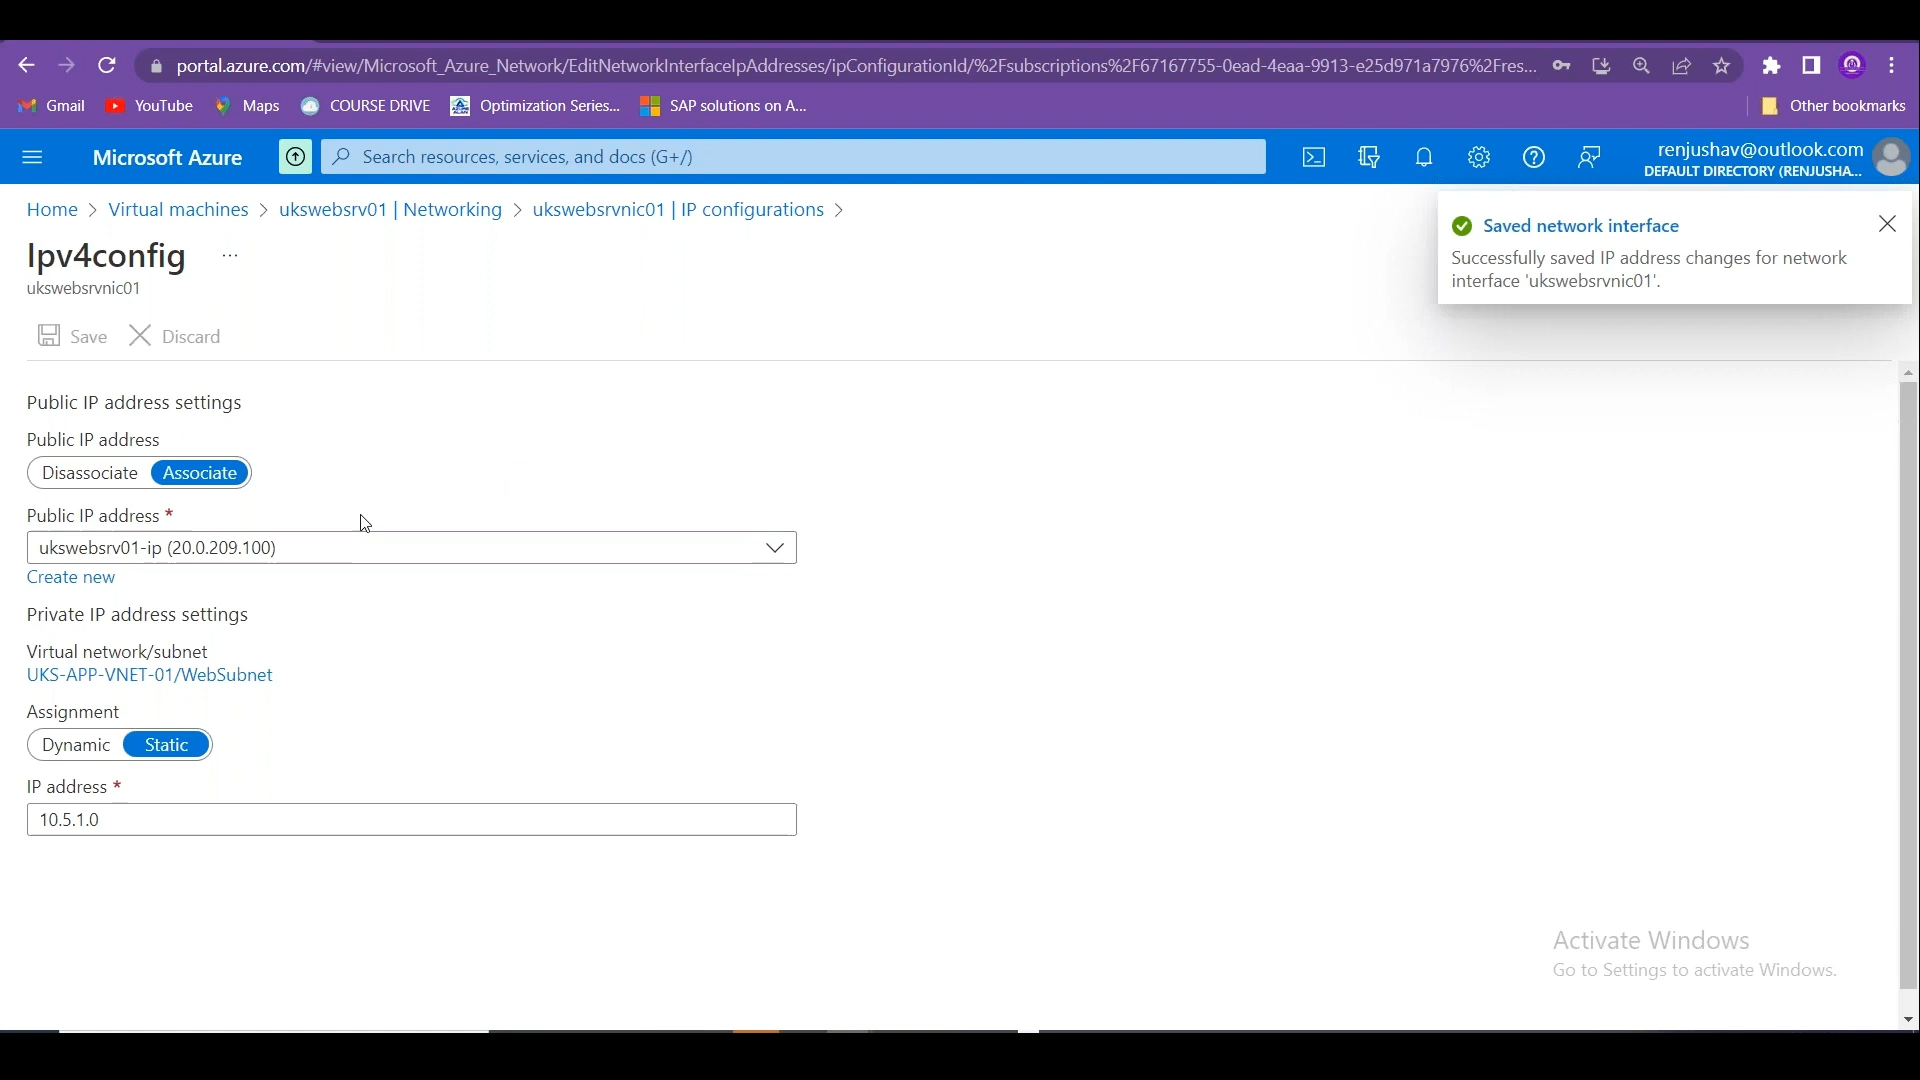 portal.azure.com/#view/Microsoft_Azure_Network/EditNetworkInterfaceIpAddresses/ipConfigurationId/%2Fsubscriptions%2F67167755-0ead-4eaa-9913-e25d971a7976%2Fres...
Gmail YouTube Maps COURSE DRIVE Optimization Series... SAP solutions on A... Other bookmarks
Microsoft Azure Search resources, services, and docs (G+/) renjushav@outlook.com
DEFAULT DIRECTORY (RENJUSHA...
Home > Virtual machines > ukswebsrv01 | Networking > ukswebsrvnic01 | IP configurations >
Saved network interface
Successfully saved IP address changes for network
interface 'ukswebsrvnic01'.
Ipv4config ...
ukswebsrvnic01
Save Discard
Public IP address settings
Public IP address
Disassociate Associate
Public IP address *
ukswebsrv01-ip (20.0.209.100)
Create new
Private IP address settings
Virtual network/subnet
UKS-APP-VNET-01/WebSubnet
Assignment
Dynamic Static
IP address *
10.5.1.0
Activate Windows
Go to Settings to activate Windows.